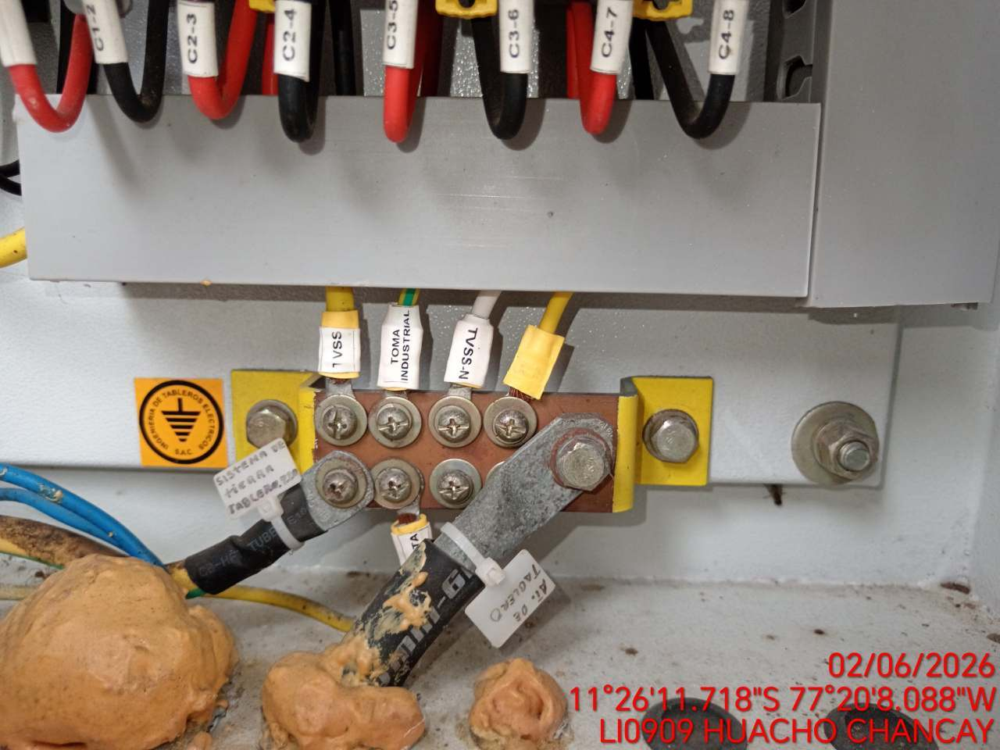 C1-2
C2-3
C2-4
C3-5
C3-6
C4-7
C4-8
TVSS
TOMA
INDUSTRIAL
TVSS-N
INGENIERIA DE TABLEROS ELECTRICOS
S.A.C.
SISTEMA DE
TIERRA
TABLERO
AT. DE
TABLERO
02/06/2026
11°26'11.718"S 77°20'8.088"W
LI0909 HUACHO CHANCAY